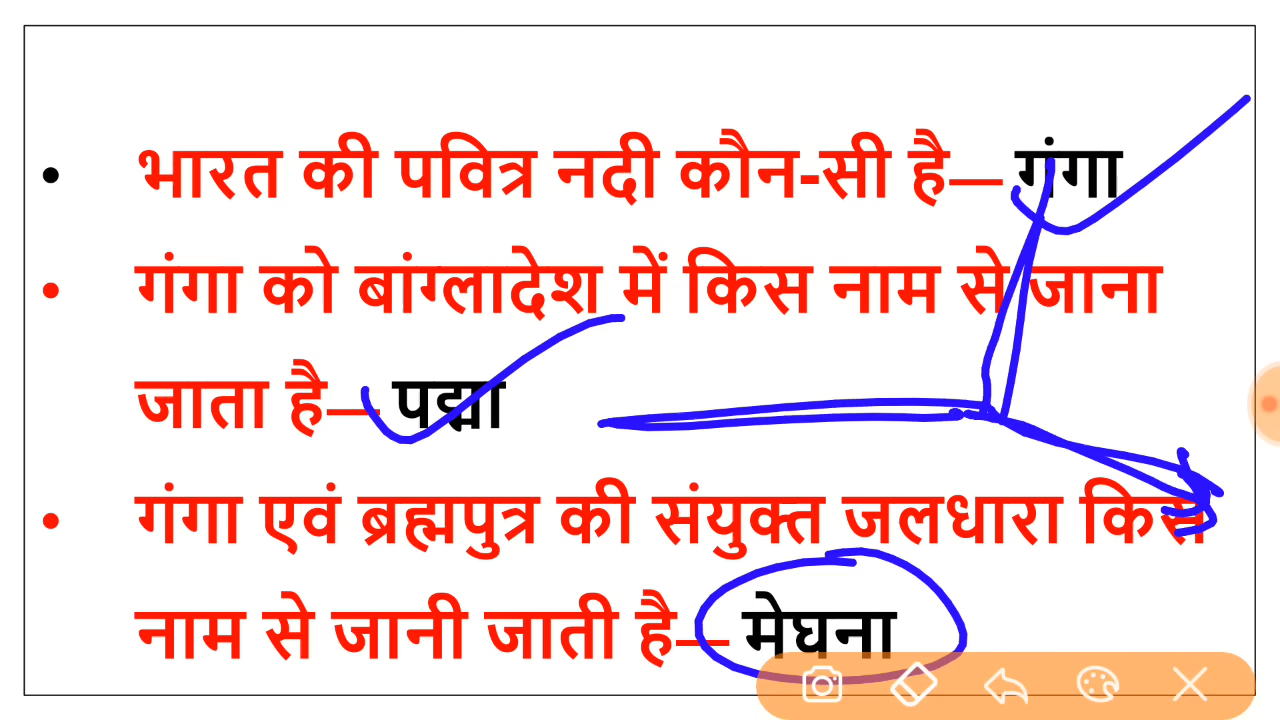 • भारत की पवित्र नदी कौन-सी है— गंगा
• गंगा को बांग्लादेश में किस नाम से जाना
जाता है— पद्मा
• गंगा एवं ब्रह्मपुत्र की संयुक्त जलधारा किस
नाम से जानी जाती है— मेघना